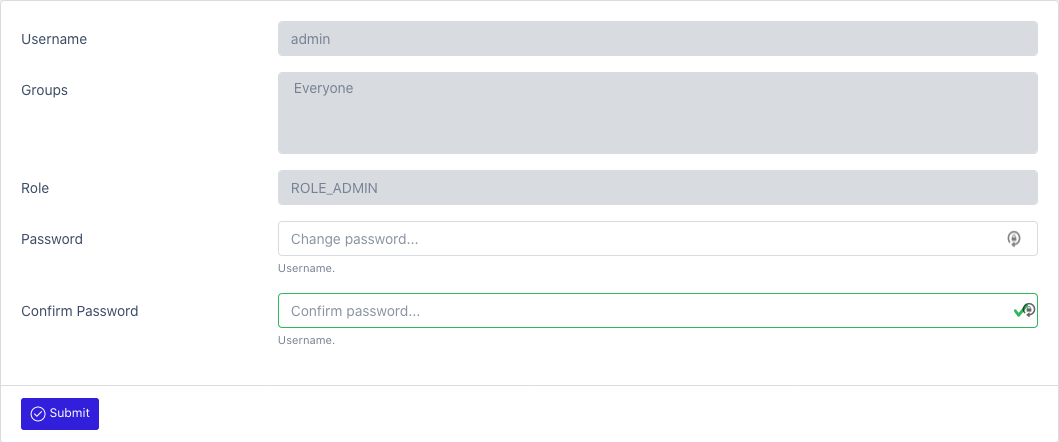 Username
admin
Groups
Everyone
Role
ROLE_ADMIN
Password
Change password...
Username.
Confirm Password
Confirm password...
Username.
Submit